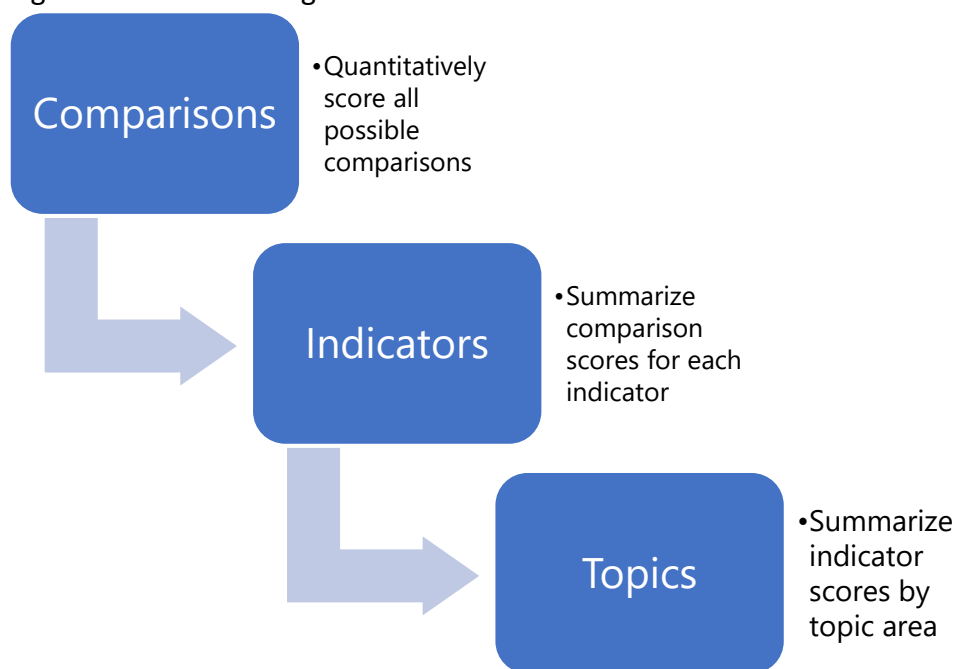 Comparisons
•Quantitatively
score all
possible
comparisons
Indicators
•Summarize
comparison
scores for each
indicator
Topics
•Summarize
indicator
scores by
topic area